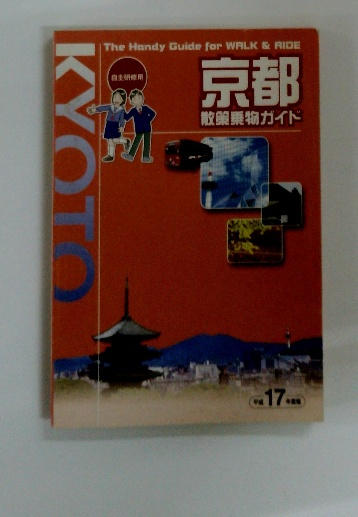 The Handy Guide for WALK & RIDE
KYOTO
自主研修用
京都
散策乗物ガイド
平成17年度版